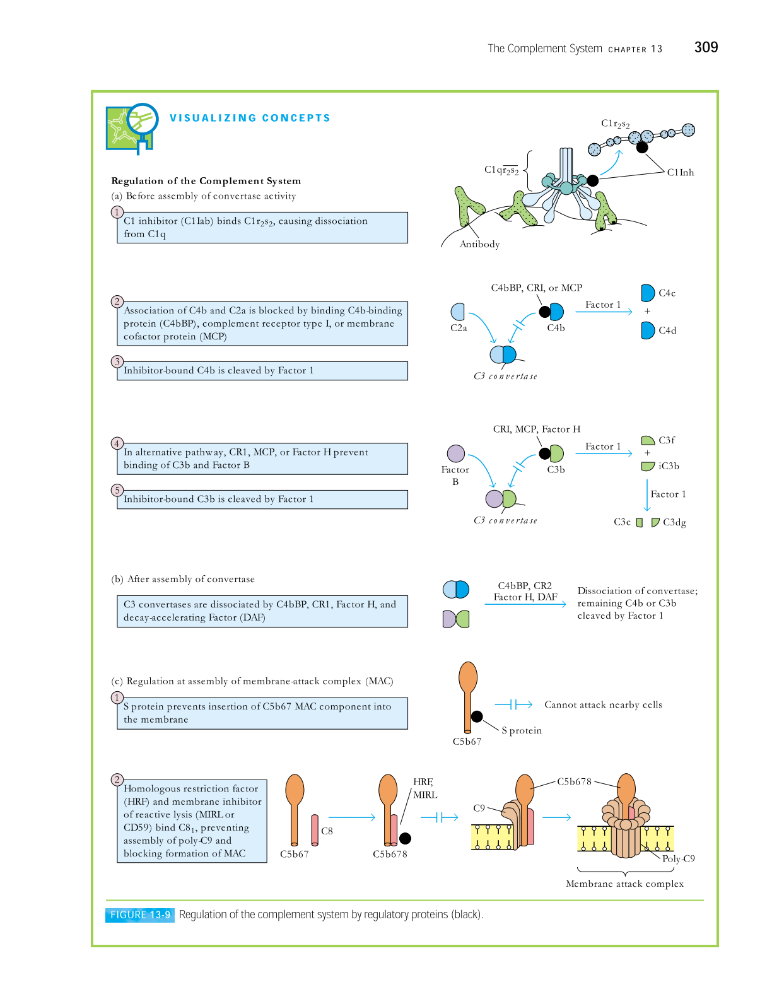 The Complement System CHAPTER 13 309
VISUALIZING CONCEPTS
Regulation of the Complement System
(a) Before assembly of convertase activity
1
C1 inhibitor (C1Iab) binds C1r2s2, causing dissociation
from C1q
C1r2s2
C1qr2s2
C1Inh
Antibody
2
Association of C4b and C2a is blocked by binding C4b-binding
protein (C4bBP), complement receptor type I, or membrane
cofactor protein (MCP)
3
Inhibitor-bound C4b is cleaved by Factor 1
C4bBP, CRI, or MCP
C2a
C4b
Factor 1
C4c
+
C4d
C3 convertase
4
In alternative pathway, CR1, MCP, or Factor H prevent
binding of C3b and Factor B
5
Inhibitor-bound C3b is cleaved by Factor 1
CRI, MCP, Factor H
Factor
B
C3b
Factor 1
C3f
+
iC3b
Factor 1
C3c
C3dg
C3 convertase
(b) After assembly of convertase
C3 convertases are dissociated by C4bBP, CR1, Factor H, and
decay-accelerating Factor (DAF)
C4bBP, CR2
Factor H, DAF
Dissociation of convertase;
remaining C4b or C3b
cleaved by Factor 1
(c) Regulation at assembly of membrane-attack complex (MAC)
1
S protein prevents insertion of C5b67 MAC component into
the membrane
Cannot attack nearby cells
S protein
C5b67
2
Homologous restriction factor
(HRF) and membrane inhibitor
of reactive lysis (MIRL or
CD59) bind C81, preventing
assembly of poly-C9 and
blocking formation of MAC
C5b67
C8
C5b678
HRF,
MIRL
C9
C5b678
Poly-C9
Membrane attack complex
FIGURE 13-9 Regulation of the complement system by regulatory proteins (black).